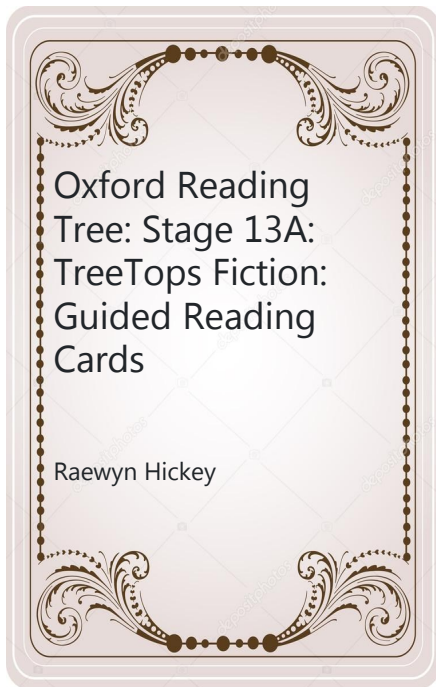 Oxford Reading
Tree: Stage 13A:
TreeTops Fiction:
Guided Reading
Cards
Raewyn Hickey